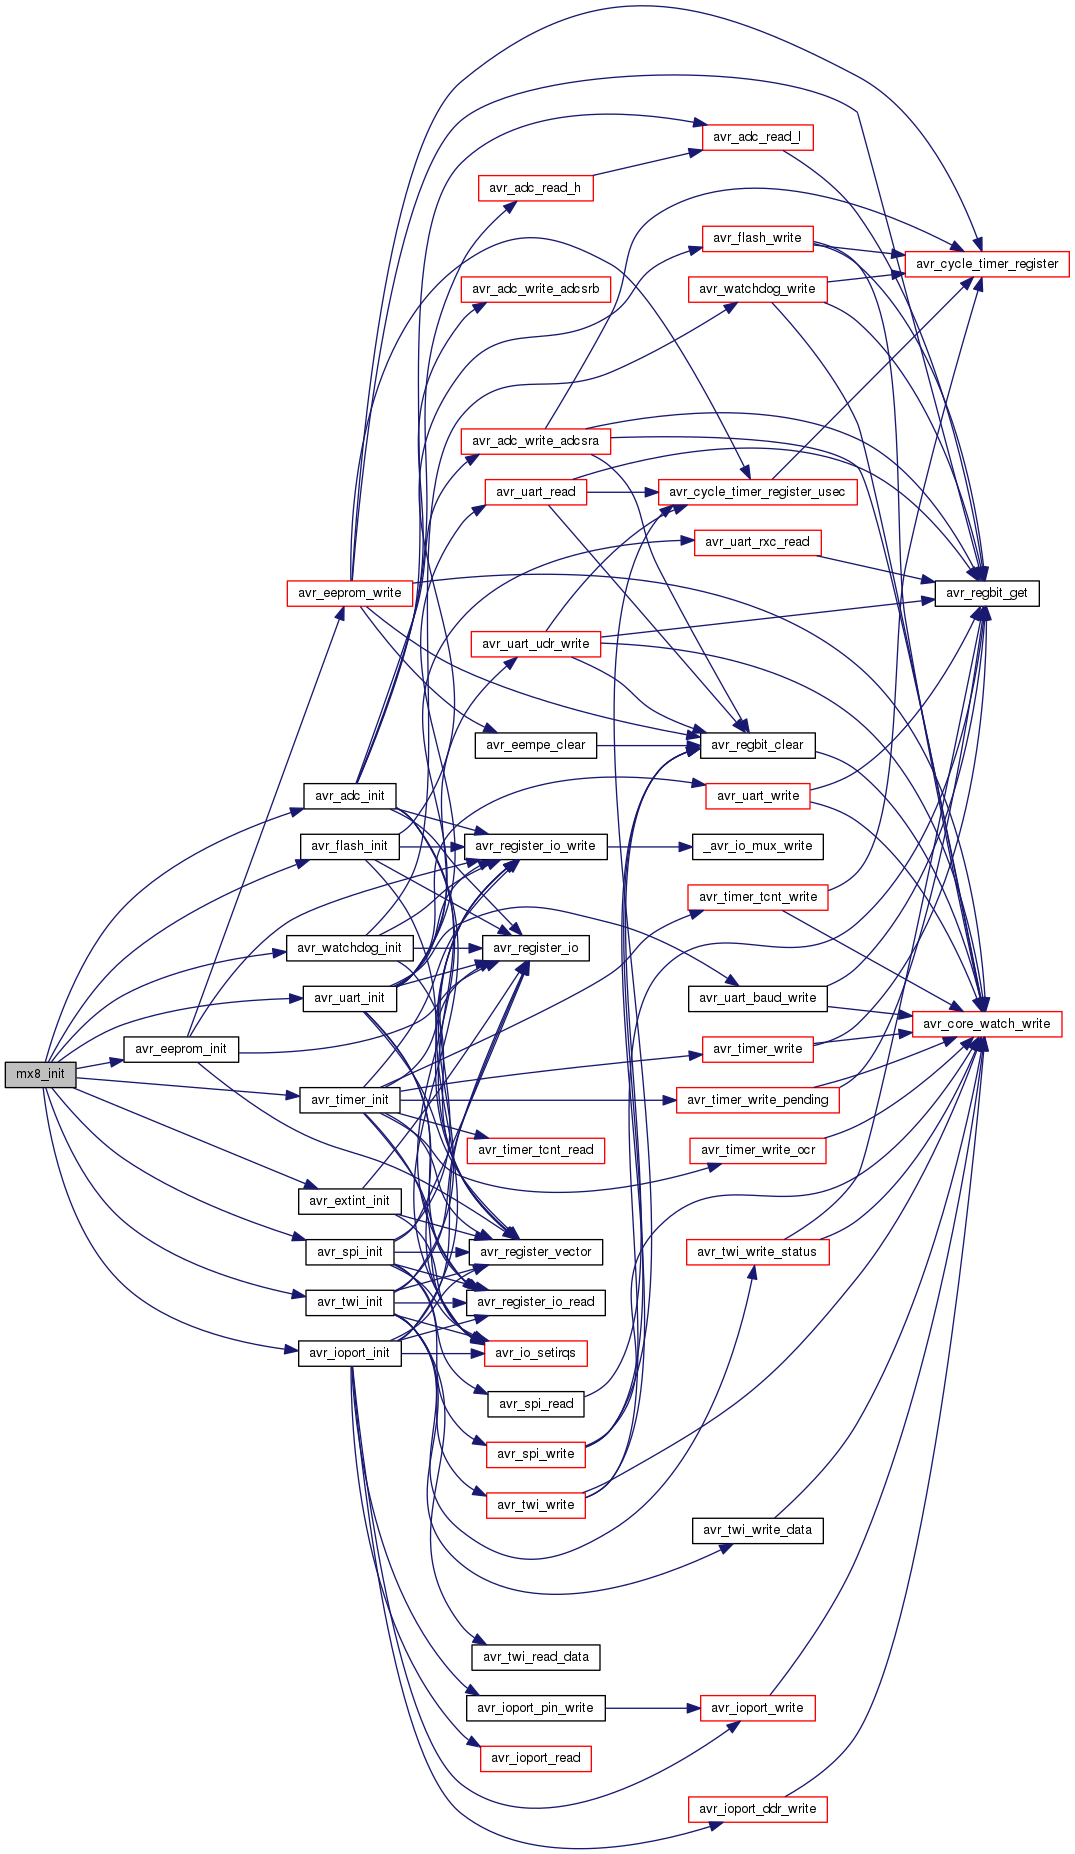 avr_adc_read_l
avr_adc_read_h
avr_flash_write
avr_cycle_timer_register
avr_adc_write_adcsrb
avr_watchdog_write
avr_adc_write_adcsra
avr_uart_read
avr_cycle_timer_register_usec
avr_uart_rxc_read
avr_eeprom_write
avr_regbit_get
avr_uart_udr_write
avr_eempe_clear
avr_regbit_clear
avr_adc_init
avr_uart_write
avr_flash_init
avr_register_io_write
_avr_io_mux_write
avr_timer_tcnt_write
avr_watchdog_init
avr_register_io
avr_uart_init
avr_uart_baud_write
avr_core_watch_write
avr_eeprom_init
avr_timer_write
mx8_init
avr_timer_init
avr_timer_write_pending
avr_timer_tcnt_read
avr_timer_write_ocr
avr_extint_init
avr_spi_init
avr_register_vector
avr_twi_write_status
avr_twi_init
avr_register_io_read
avr_ioport_init
avr_io_setirqs
avr_spi_read
avr_spi_write
avr_twi_write
avr_twi_write_data
avr_twi_read_data
avr_ioport_pin_write
avr_ioport_write
avr_ioport_read
avr_ioport_ddr_write